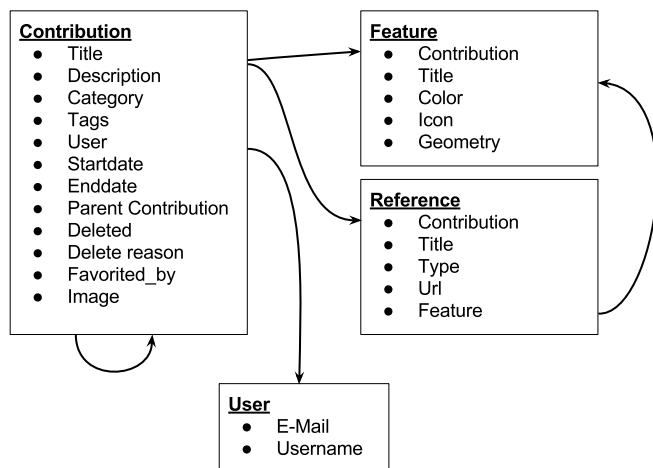 Contribution
● Title
● Description
● Category
● Tags
● User
● Startdate
● Enddate
● Parent Contribution
● Deleted
● Delete reason
● Favorited_by
● Image
Feature
● Contribution
● Title
● Color
● Icon
● Geometry
Reference
● Contribution
● Title
● Type
● Url
● Feature
User
● E-Mail
● Username